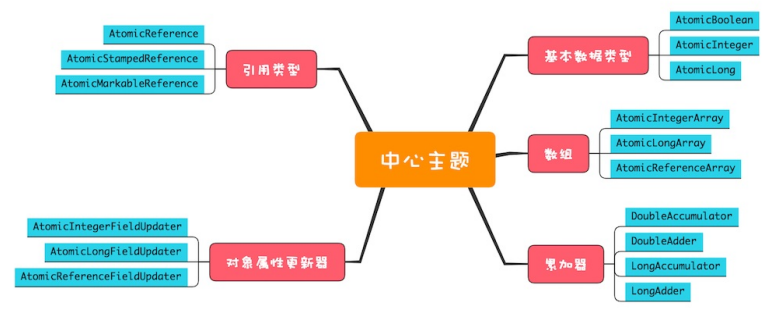 中心主题
基本数据类型
AtomicBoolean
AtomicInteger
AtomicLong
数组
AtomicIntegerArray
AtomicLongArray
AtomicReferenceArray
累加器
DoubleAccumulator
DoubleAdder
LongAccumulator
LongAdder
引用类型
AtomicReference
AtomicStampedReference
AtomicMarkableReference
对象属性更新器
AtomicIntegerFieldUpdater
AtomicLongFieldUpdater
AtomicReferenceFieldUpdater